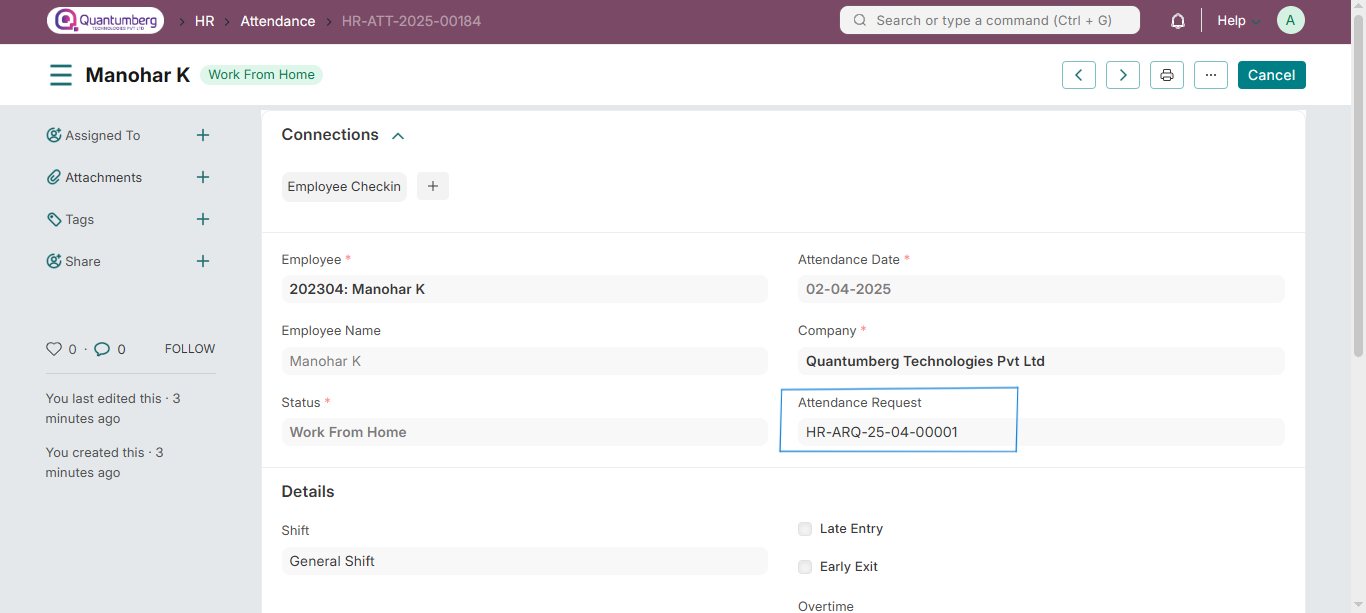 Quantumberg
TECHNOLOGIES PVT LTD
HR
Attendance
HR-ATT-2025-00184
Search or type a command (Ctrl + G)
Help
A
Manohar K
Work From Home
...
Cancel
Assigned To
Attachments
Tags
Share
0 · 0
FOLLOW
You last edited this · 3
minutes ago
You created this · 3
minutes ago
Connections
Employee Checkin
+
Employee *
202304: Manohar K
Attendance Date *
02-04-2025
Employee Name
Manohar K
Company *
Quantumberg Technologies Pvt Ltd
Status *
Work From Home
Attendance Request
HR-ARQ-25-04-00001
Details
Shift
General Shift
Late Entry
Early Exit
Overtime